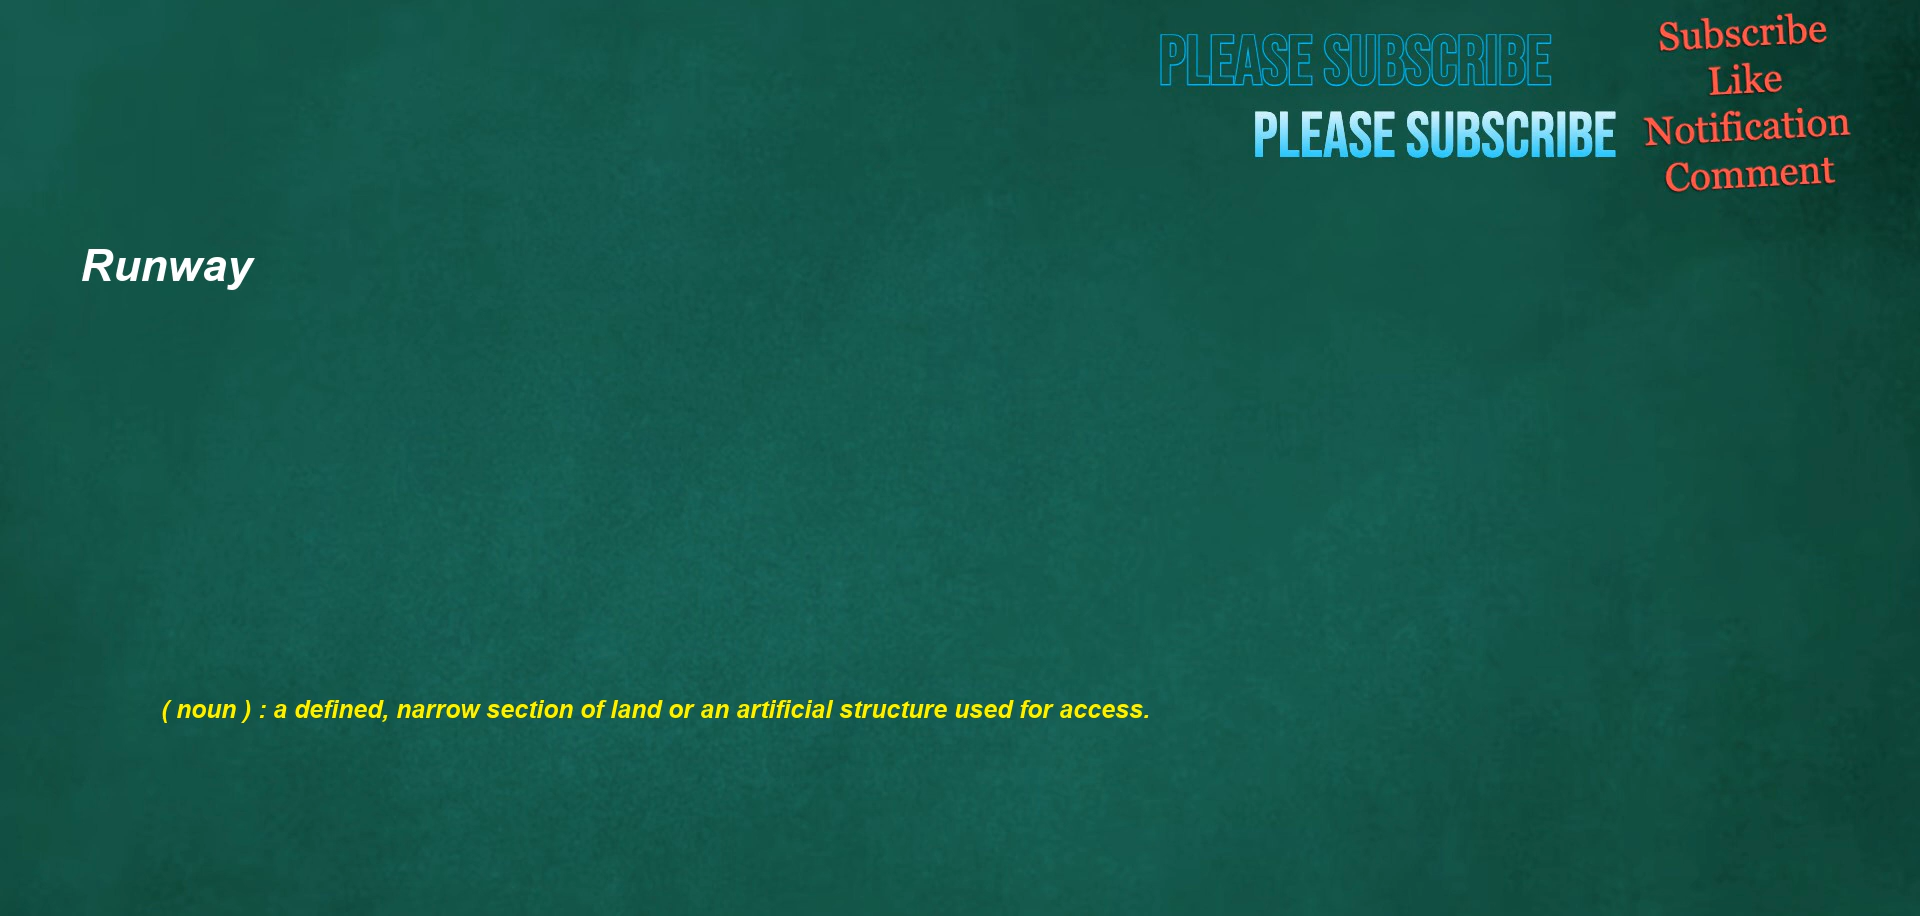 PLEASE SUBSCRIBE
PLEASE SUBSCRIBE
Subscribe
Like
Notification
Comment
Runway
( noun ) : a defined, narrow section of land or an artificial structure used for access.